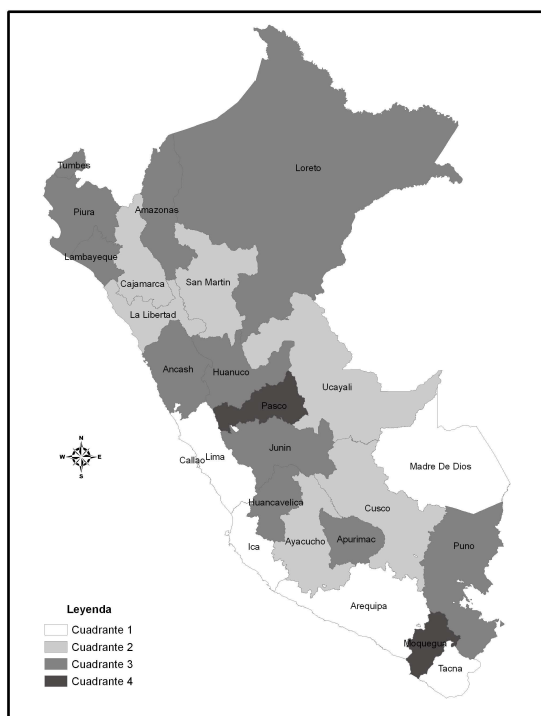 Tumbes
Loreto
Piura
Amazonas
Lambayeque
San Martin
Cajamarca
La Libertad
Ancash
Huanuco
Ucayali
Pasco
Junin
Callao
Lima
Madre De Dios
Huancavelica
Cusco
Ica
Ayacucho
Apurimac
Puno
Arequipa
Moquegua
Tacna
N
W
E
S
Leyenda
Cuadrante 1
Cuadrante 2
Cuadrante 3
Cuadrante 4